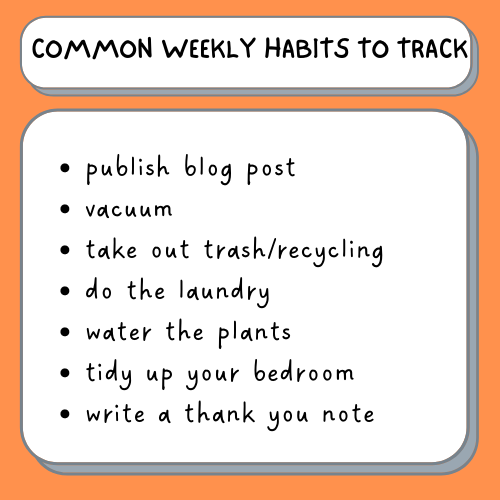 COMMON WEEKLY HABITS TO TRACK
• publish blog post
• vacuum
• take out trash/recycling
• do the laundry
• water the plants
• tidy up your bedroom
• write a thank you note